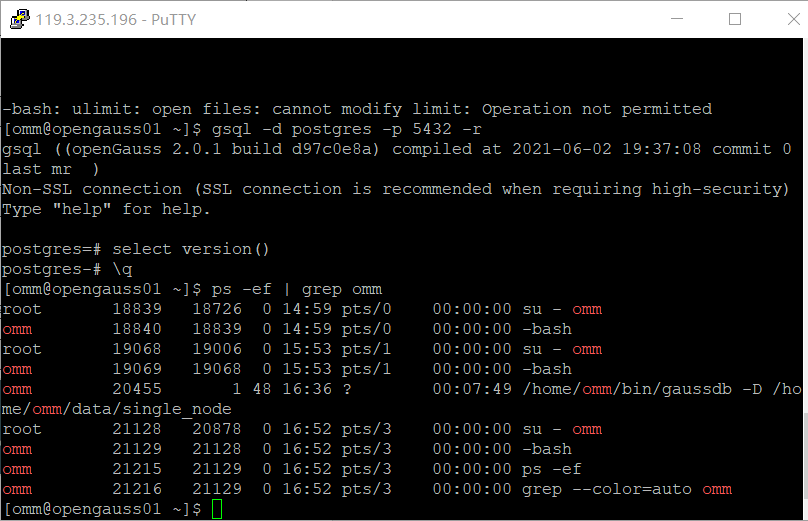 119.3.235.196 - PuTTY
-bash: ulimit: open files: cannot modify limit: Operation not permitted
[omm@opengauss01 ~]$ gsql -d postgres -p 5432 -r
gsql ((openGauss 2.0.1 build d97c0e8a) compiled at 2021-06-02 19:37:08 commit 0
last mr  )
Non-SSL connection (SSL connection is recommended when requiring high-security)
Type "help" for help.
postgres=# select version()
postgres-# \q
[omm@opengauss01 ~]$ ps -ef | grep omm
root       18839   18726  0 14:59 pts/0    00:00:00 su - omm
omm        18840   18839  0 14:59 pts/0    00:00:00 -bash
root       19068   19006  0 15:53 pts/1    00:00:00 su - omm
omm        19069   19068  0 15:53 pts/1    00:00:00 -bash
omm        20455       1 48 16:36 ?        00:07:49 /home/omm/bin/gaussdb -D /ho
me/omm/data/single_node
root       21128   20878  0 16:52 pts/3    00:00:00 su - omm
omm        21129   21128  0 16:52 pts/3    00:00:00 -bash
omm        21215   21129  0 16:52 pts/3    00:00:00 ps -ef
omm        21216   21129  0 16:52 pts/3    00:00:00 grep --color=auto omm
[omm@opengauss01 ~]$